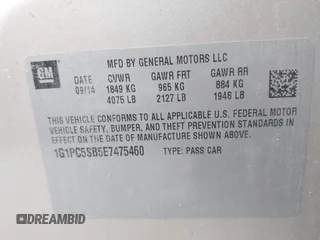 MFD BY GENERAL MOTORS LLC
GM
DATE GVWR GAWR FRT GAWR RR
09/14 1849 KG 965 KG 884 KG
4075 LB 2127 LB 1948 LB
THIS VEHICLE CONFORMS TO ALL APPLICABLE U.S. FEDERAL MOTOR
VEHICLE SAFETY, BUMPER, AND THEFT PREVENTION STANDARDS IN
EFFECT ON THE DATE OF MANUFACTURE SHOWN ABOVE.
1G1PC5SB5E7475460 TYPE: PASS CAR
DREAMBID